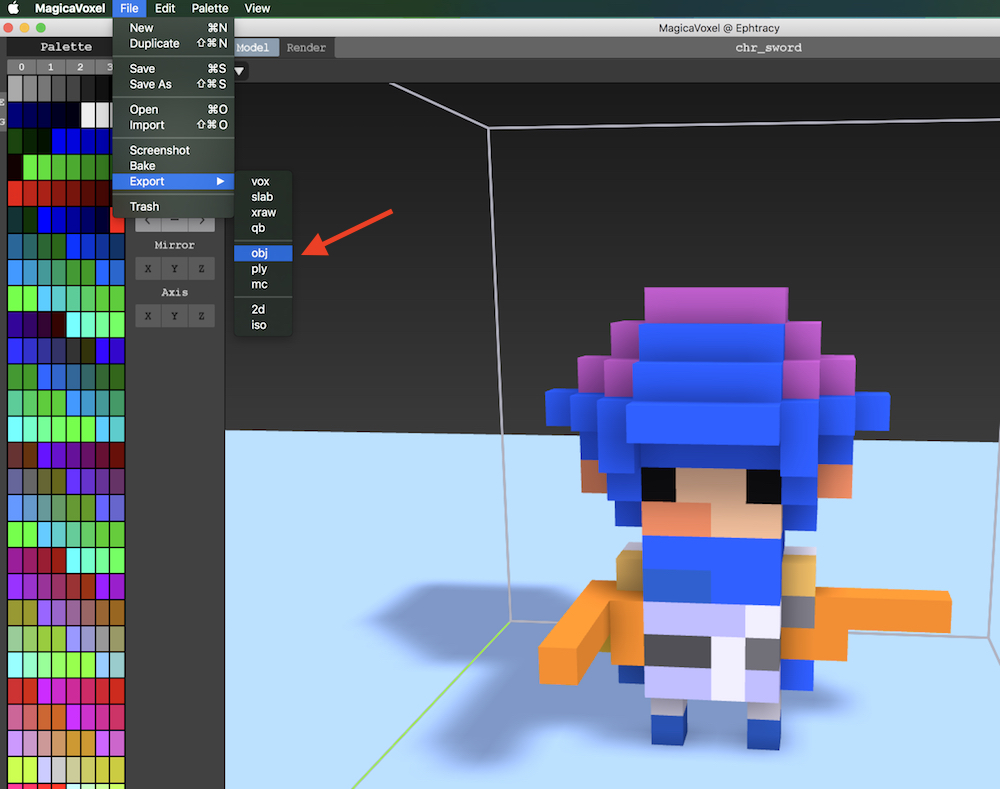 MagicaVoxel File Edit Palette View
MagicaVoxel @ Ephtracy
Palette
Model Render
chr_sword
0 1 2 3
New ⌘N
Duplicate ⇧⌘N
Save ⌘S
Save As ⇧⌘S
Open ⌘O
Import ⇧⌘O
Screenshot
Bake
Export
Trash
vox
slab
xraw
qb
obj
ply
mc
2d
iso
< – >
Mirror
X Y Z
Axis
X Y Z